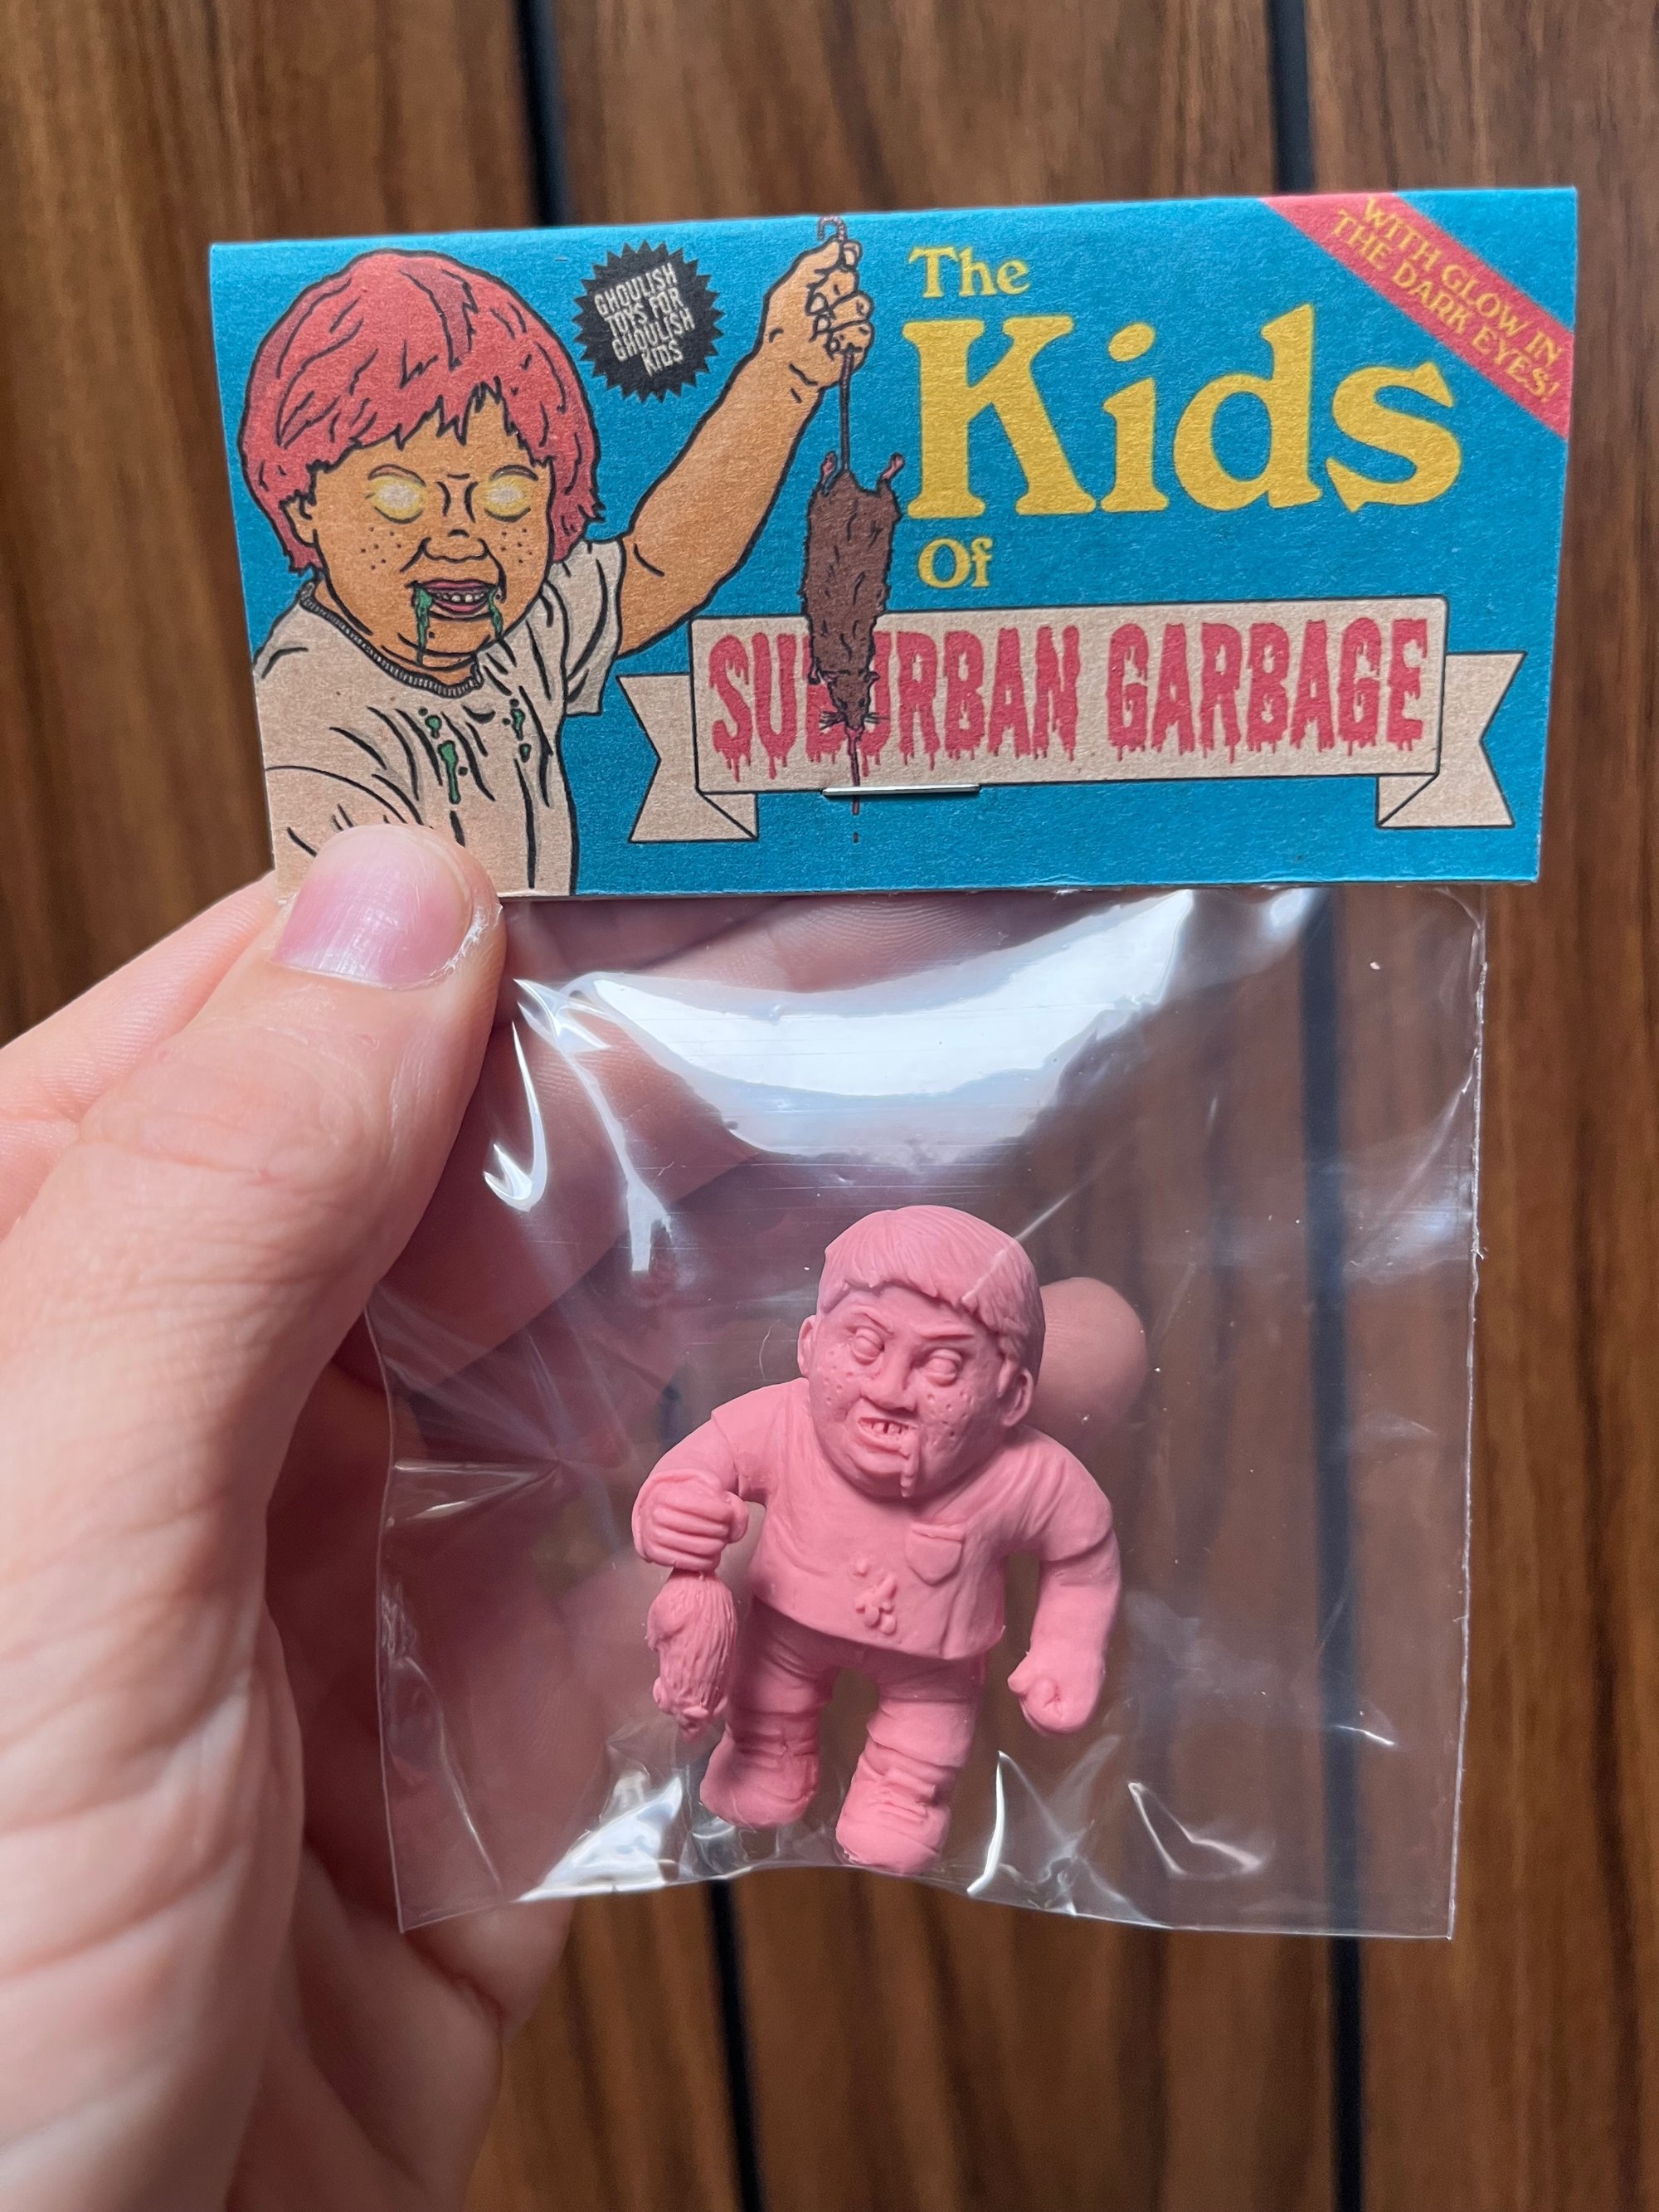 GHOULISH
TOYS FOR
GHOULISH
KIDS
The
Kids
Of
SUBURBAN GARBAGE
WITH GLOW IN
THE DARK EYES!